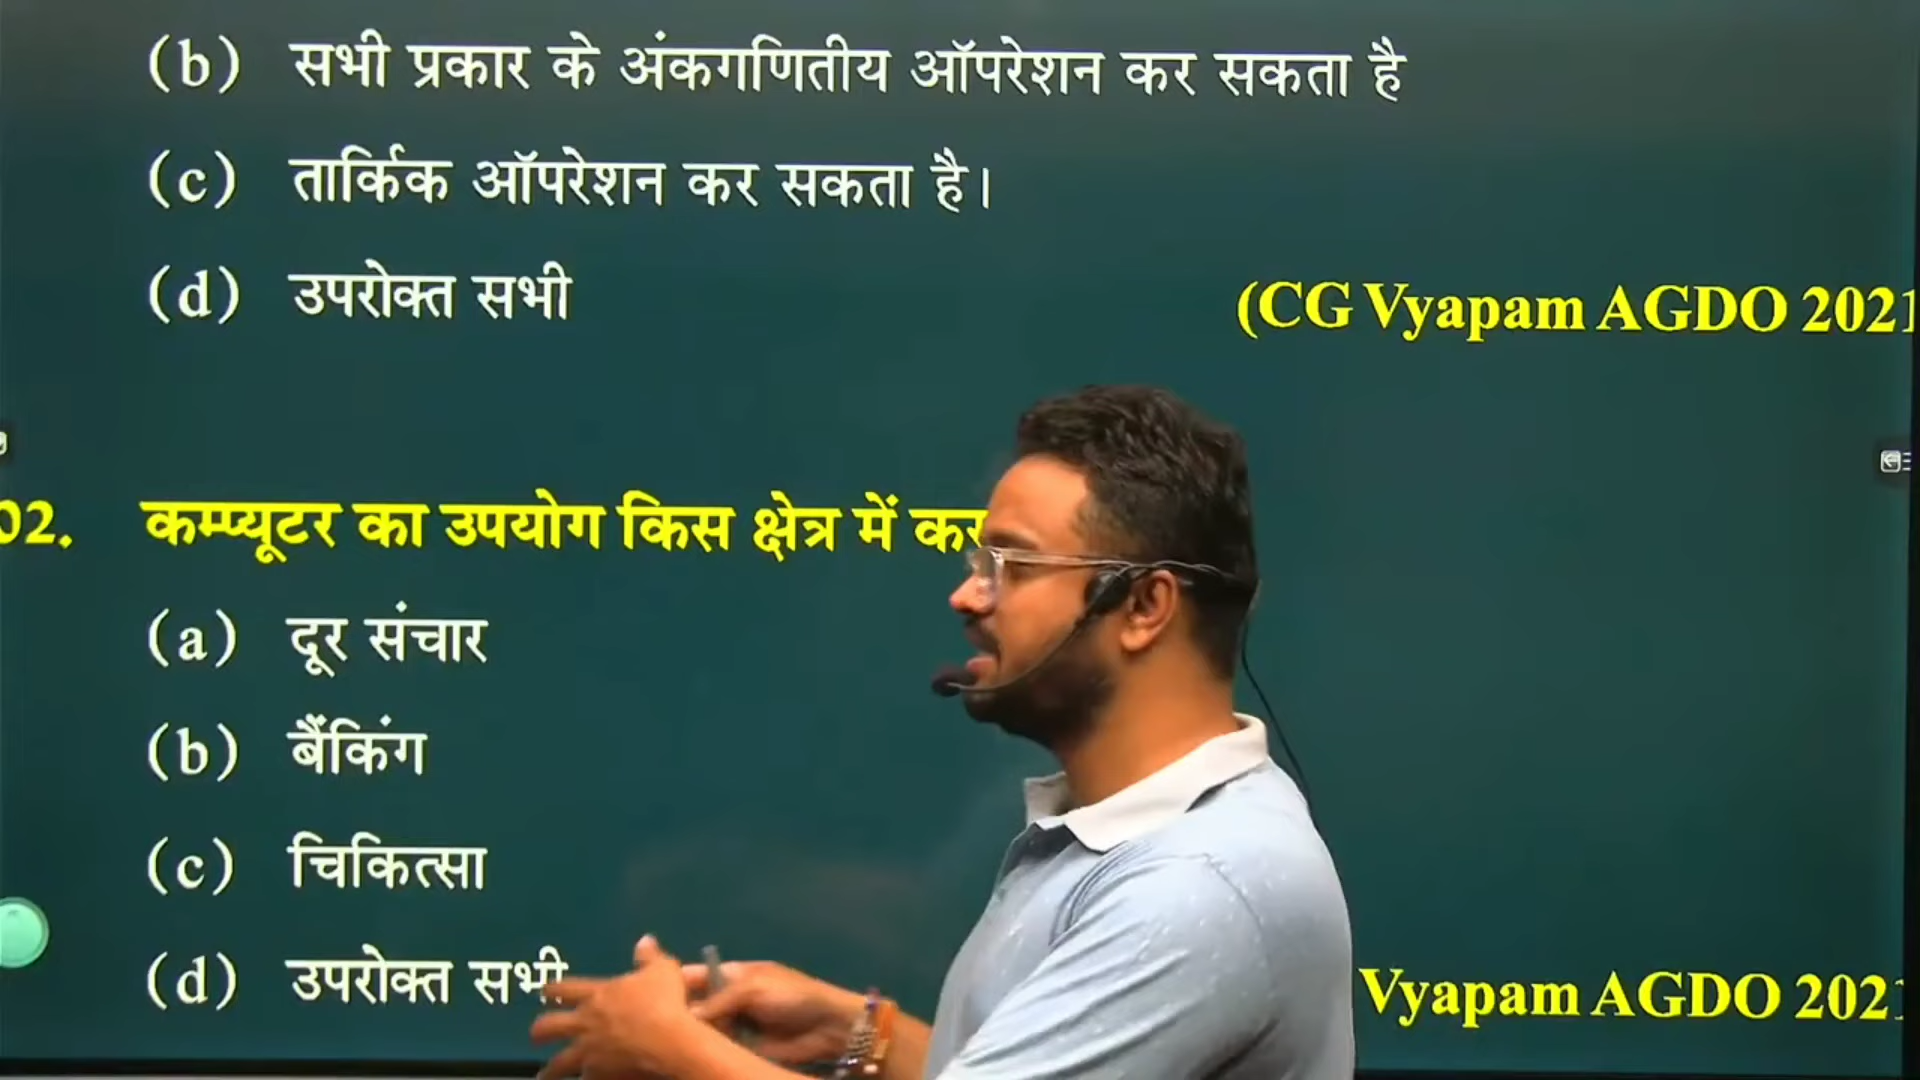 (b) सभी प्रकार के अंकगणितीय ऑपरेशन कर सकता है
(c) तार्किक ऑपरेशन कर सकता है।
(d) उपरोक्त सभी
(CG Vyapam AGDO 2021
02. कम्प्यूटर का उपयोग किस क्षेत्र में
(a) दूर संचार
(b) बैंकिंग
(c) चिकित्सा
(d) उपरोक्त सभी
Vyapam AGDO 2021